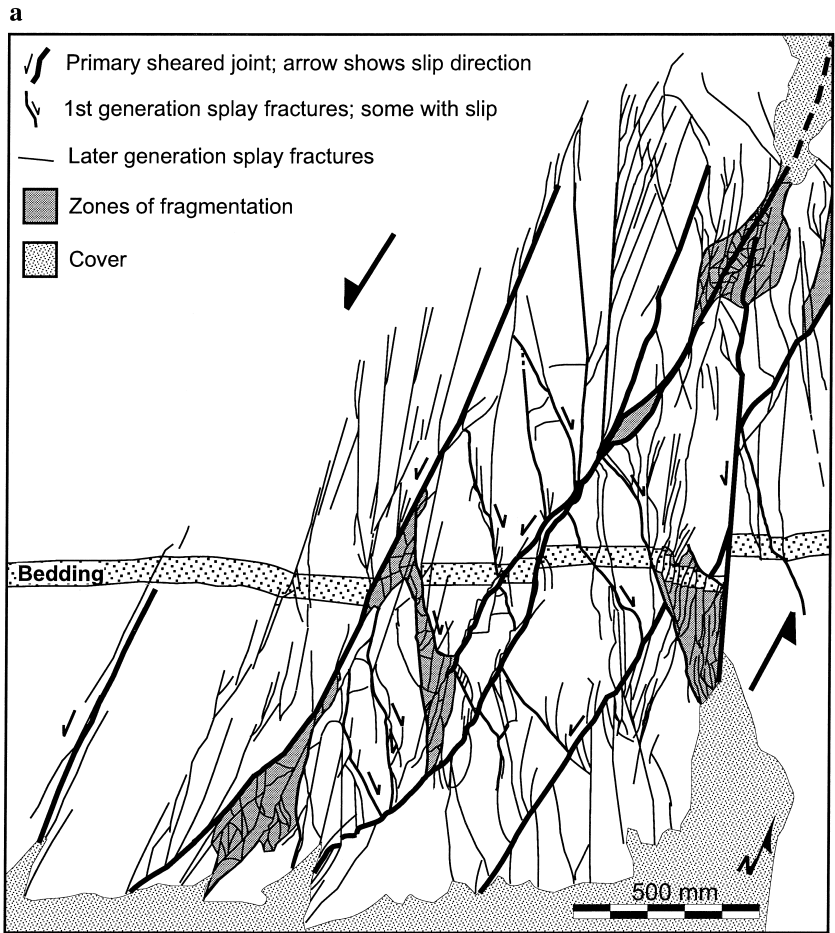 a
Primary sheared joint; arrow shows slip direction
1st generation splay fractures; some with slip
Later generation splay fractures
Zones of fragmentation
Cover
Bedding
N
500 mm